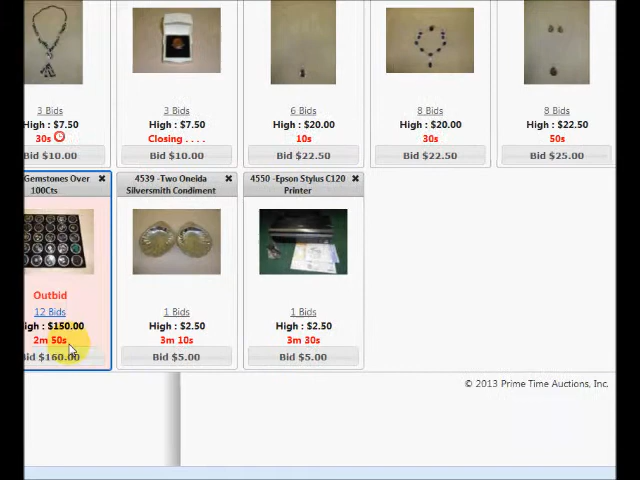 3 Bids
High : $7.50
30s
Bid $10.00
3 Bids
High : $7.50
Closing . . . .
Bid $10.00
6 Bids
High : $20.00
10s
Bid $22.50
8 Bids
High : $20.00
30s
Bid $22.50
8 Bids
High : $22.50
50s
Bid $25.00
Gemstones Over
100Cts
Outbid
12 Bids
igh : $150.00
2m 50s
id $160.00
4539 -Two Oneida
Silversmith Condiment
1 Bids
High : $2.50
3m 10s
Bid $5.00
4550 -Epson Stylus C120
Printer
1 Bids
High : $2.50
3m 30s
Bid $5.00
© 2013 Prime Time Auctions, Inc.